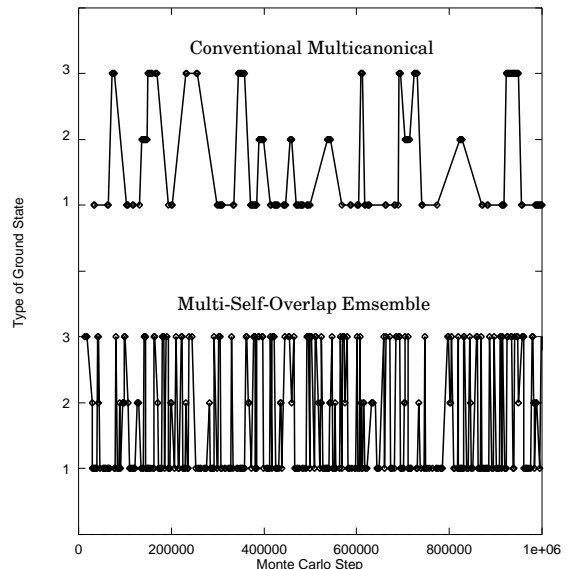 Conventional Multicanonical
3
2
1
Type of Ground State
Multi-Self-Overlap Emsemble
3
2
1
0 200000 400000 600000 800000 1e+06
Monte Carlo Step